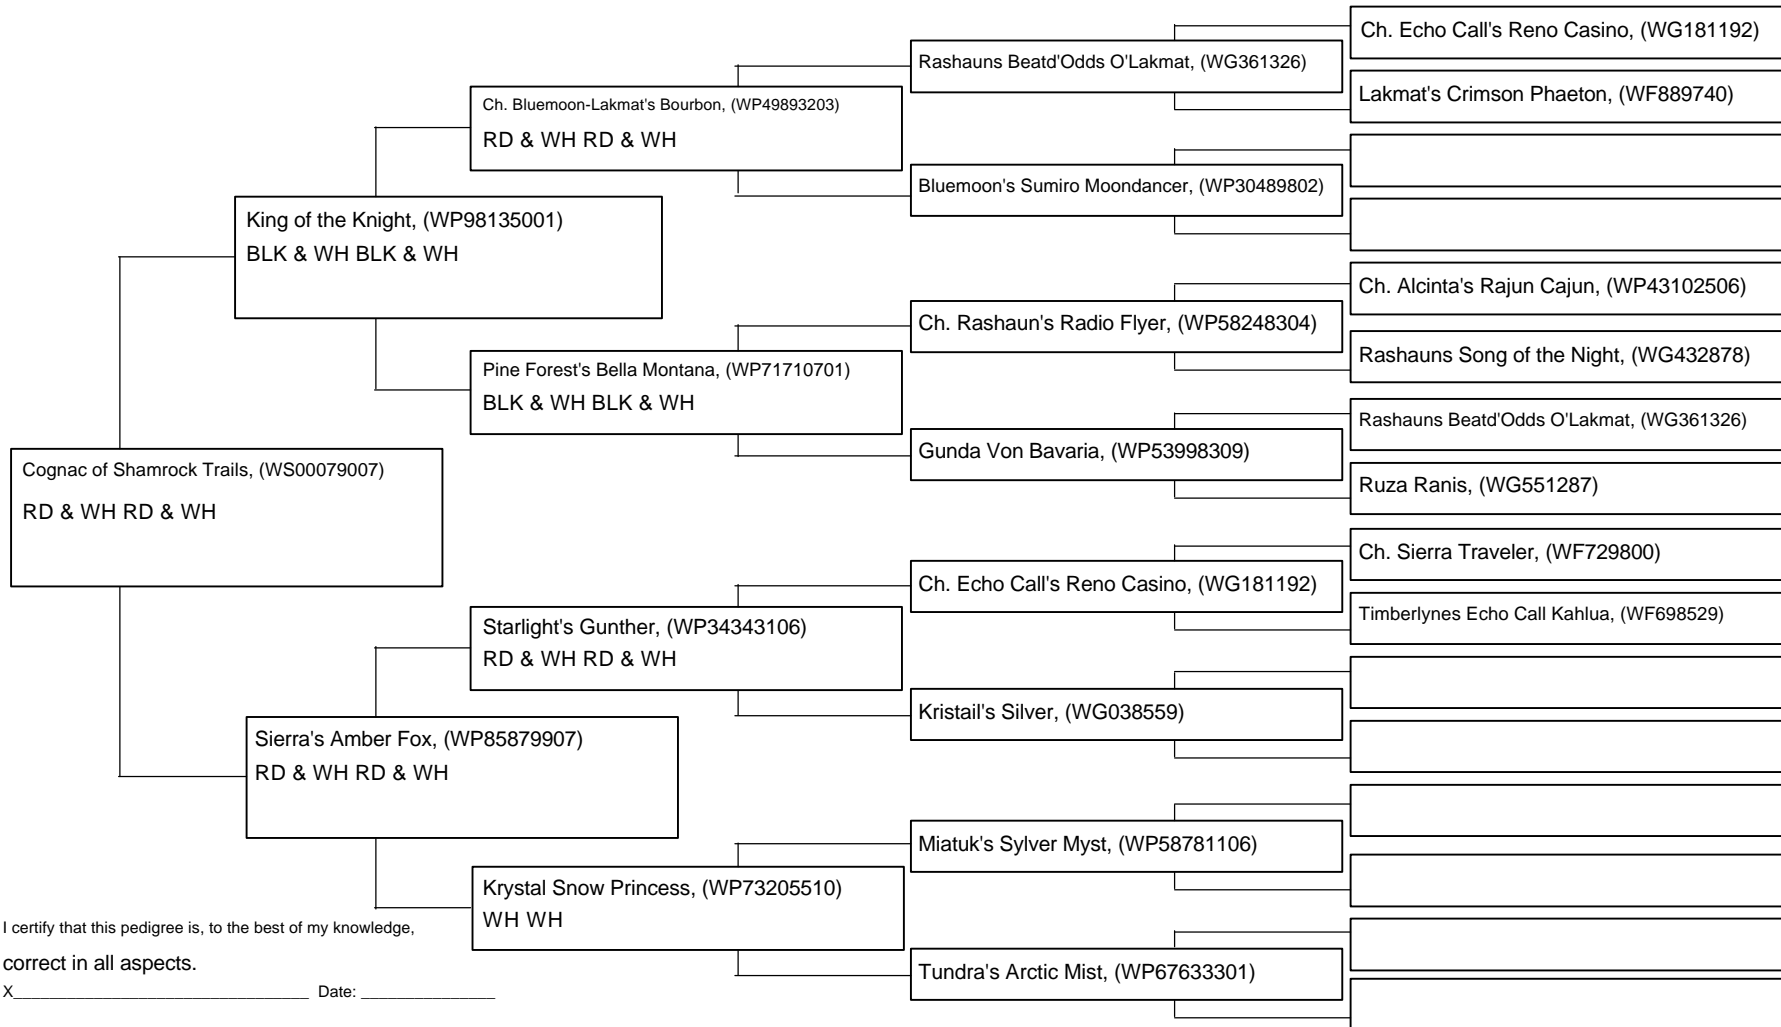 Cognac of Shamrock Trails, (WS00079007)
RD & WH RD & WH
King of the Knight, (WP98135001)
BLK & WH BLK & WH
Sierra's Amber Fox, (WP85879907)
RD & WH RD & WH
Ch. Bluemoon-Lakmat's Bourbon, (WP49893203)
RD & WH RD & WH
Pine Forest's Bella Montana, (WP71710701)
BLK & WH BLK & WH
Starlight's Gunther, (WP34343106)
RD & WH RD & WH
Krystal Snow Princess, (WP73205510)
WH WH
Rashauns Beatd'Odds O'Lakmat, (WG361326)
Bluemoon's Sumiro Moondancer, (WP30489802)
Ch. Rashaun's Radio Flyer, (WP58248304)
Gunda Von Bavaria, (WP53998309)
Ch. Echo Call's Reno Casino, (WG181192)
Kristail's Silver, (WG038559)
Miatuk's Sylver Myst, (WP58781106)
Tundra's Arctic Mist, (WP67633301)
Ch. Echo Call's Reno Casino, (WG181192)
Lakmat's Crimson Phaeton, (WF889740)
Ch. Alcinta's Rajun Cajun, (WP43102506)
Rashauns Song of the Night, (WG432878)
Rashauns Beatd'Odds O'Lakmat, (WG361326)
Ruza Ranis, (WG551287)
Ch. Sierra Traveler, (WF729800)
Timberlynes Echo Call Kahlua, (WF698529)
I certify that this pedigree is, to the best of my knowledge,
correct in all aspects.
X_________________________________ Date: _______________